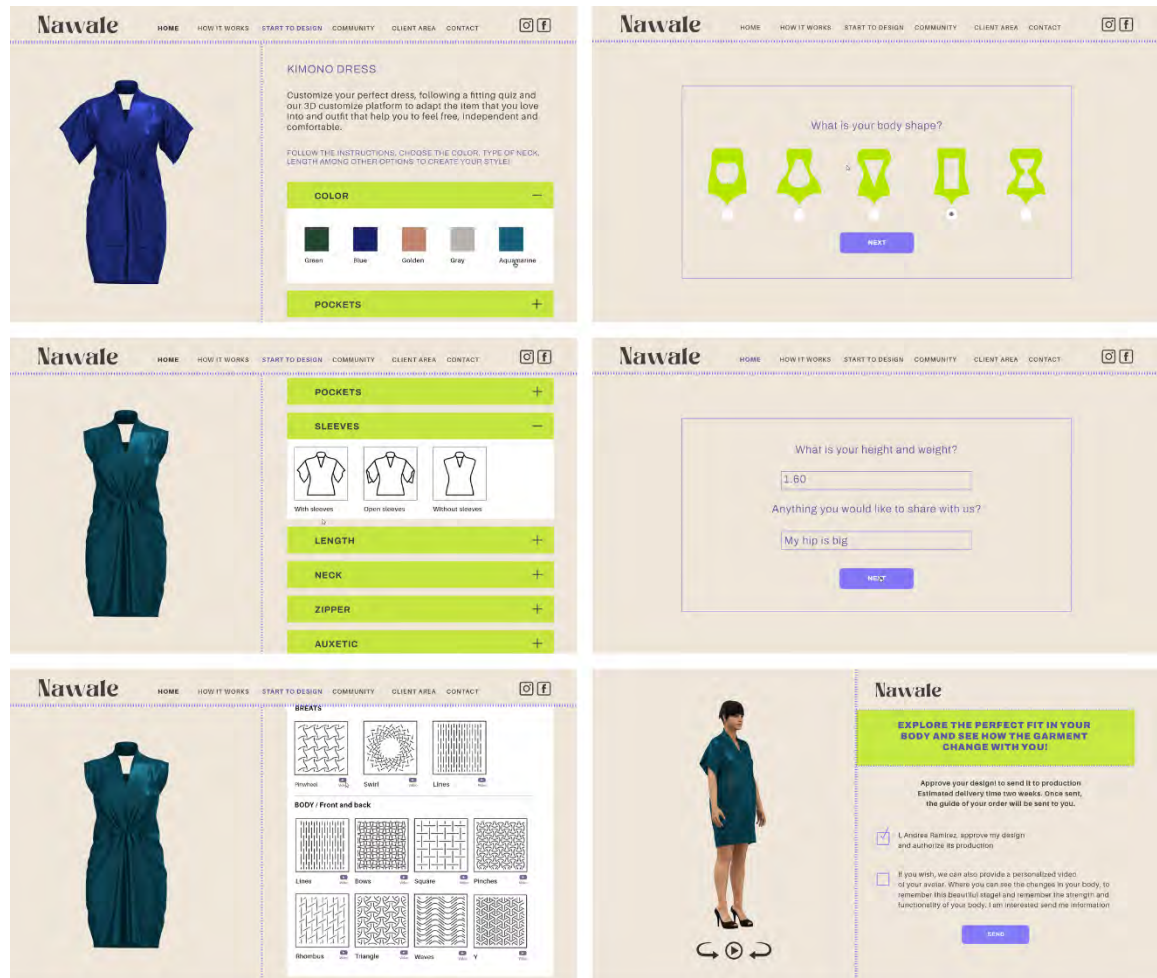 Nawale
HOME HOW IT WORKS START TO DESIGN COMMUNITY CLIENT AREA CONTACT
KIMONO DRESS
Customize your perfect dress, following a fitting quiz and
our 3D customize platform to adapt the item that you love
into and outfit that help you to feel free, independent and
comfortable.
FOLLOW THE INSTRUCTIONS, CHOOSE THE COLOR, TYPE OF NECK,
LENGTH AMONG OTHER OPTIONS TO CREATE YOUR STYLE!
COLOR
Green Blue Golden Gray Aquamarine
POCKETS
Nawale
HOME HOW IT WORKS START TO DESIGN COMMUNITY CLIENT AREA CONTACT
What is your body shape?
NEXT
Nawale
HOME HOW IT WORKS START TO DESIGN COMMUNITY CLIENT AREA CONTACT
POCKETS
SLEEVES
With sleeves Open sleeves Without sleeves
LENGTH
NECK
ZIPPER
AUXETIC
Nawale
HOME HOW IT WORKS START TO DESIGN COMMUNITY CLIENT AREA CONTACT
What is your height and weight?
1.60
Anything you would like to share with us?
My hip is big
NEXT
Nawale
HOME HOW IT WORKS START TO DESIGN COMMUNITY CLIENT AREA CONTACT
BREATS
Pinwheel Swirl Lines
BODY / Front and back
Lines Bows Square Pinches
Rhombus Triangle Waves Y
Nawale
EXPLORE THE PERFECT FIT IN YOUR
BODY AND SEE HOW THE GARMENT
CHANGE WITH YOU!
Approve your design! to send it to production
Estimated delivery time two weeks. Once sent,
the guide of your order will be sent to you.
I, Andrea Ramirez, approve my design
and authorize its production
If you wish, we can also provide a personalized video
of your avatar. Where you can see the changes in your body, to
remember this beautiful stage! and remember the strength and
functionality of your body. I am interested send me information
SEND